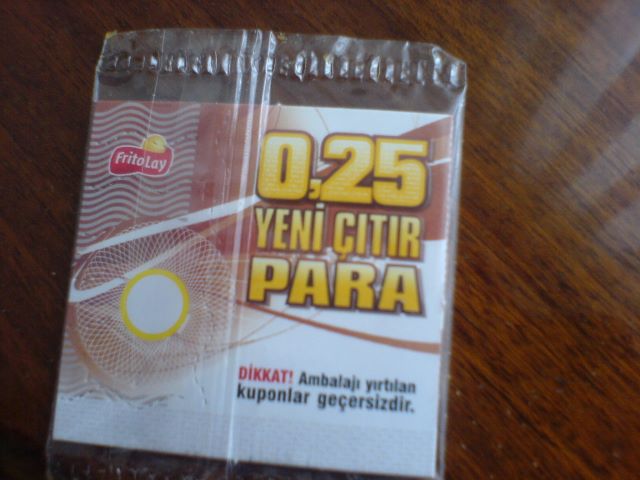 FritoLay
0,25
YENİ ÇITIR
PARA
DİKKAT! Ambalajı yırtılan
kuponlar geçersizdir.